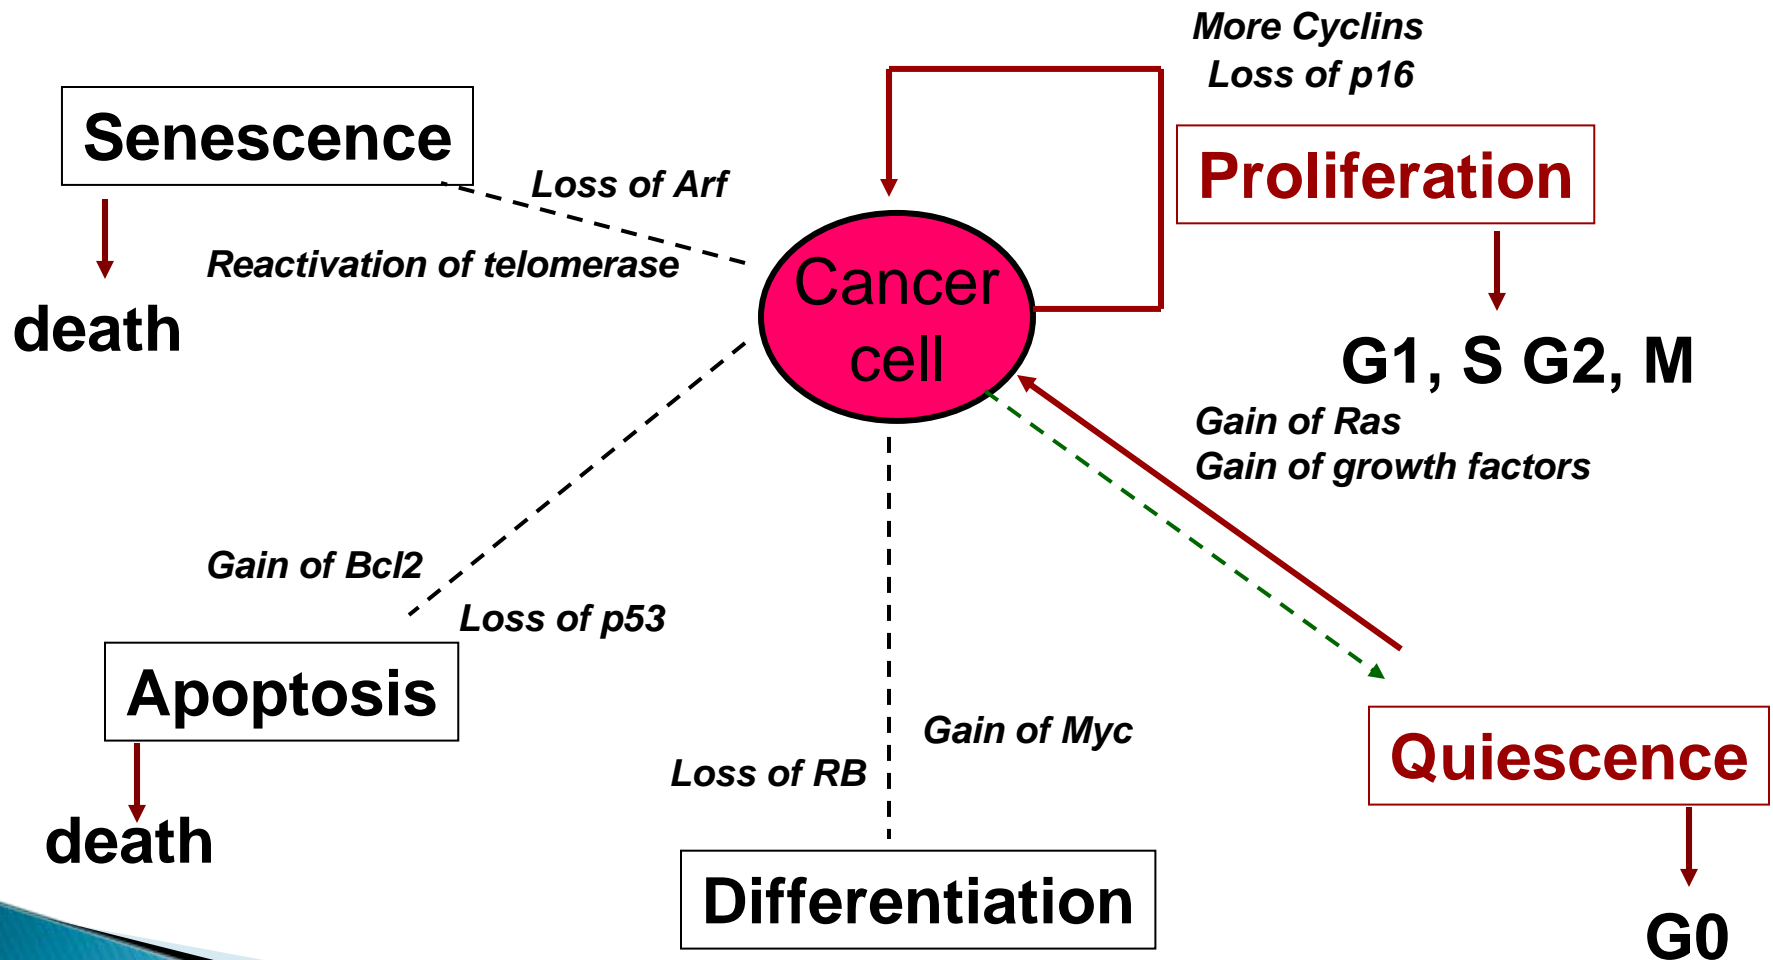 More Cyclins
Loss of p16
Senescence
Proliferation
Loss of Arf
Reactivation of telomerase
Cancer
cell
death
G1, S G2, M
Gain of Ras
Gain of growth factors
Gain of Bcl2
Loss of p53
Apoptosis
Gain of Myc
Loss of RB
Quiescence
death
Differentiation
G0